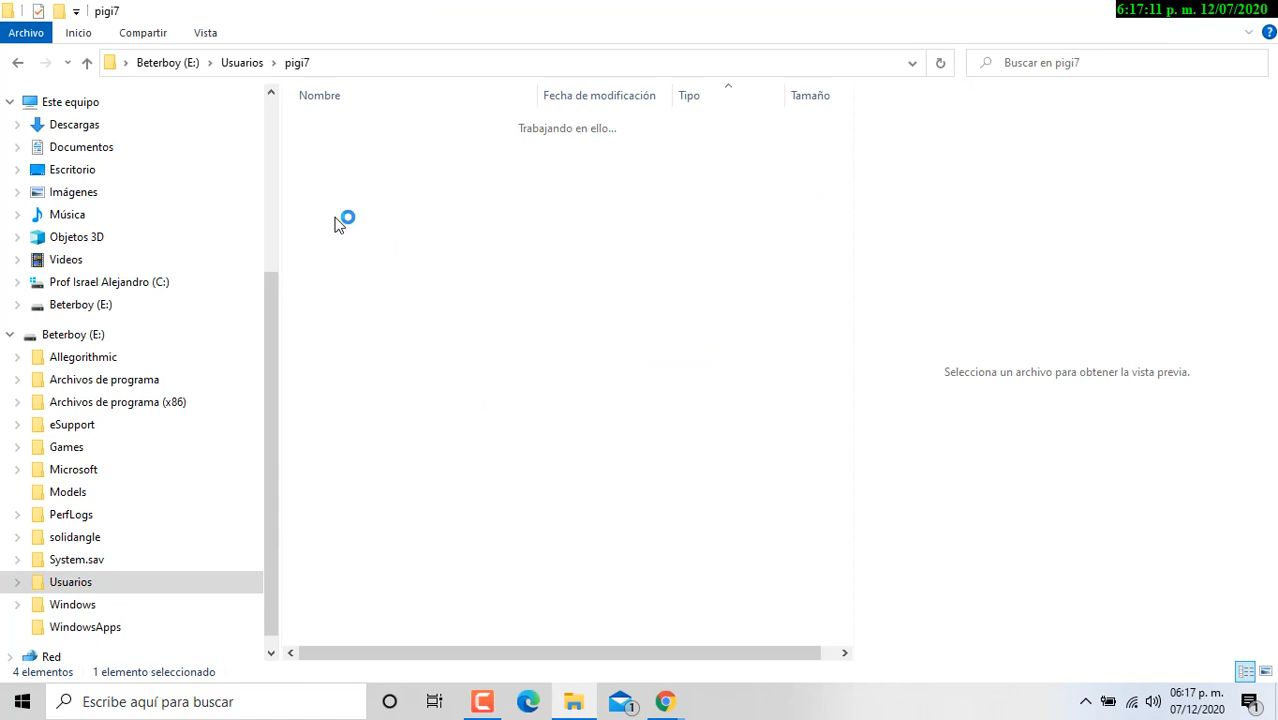 pigi7
6:17:11 p. m. 12/07/2020
Archivo Inicio Compartir Vista
Beterboy (E:) Usuarios pigi7
Buscar en pigi7
Nombre Fecha de modificación Tipo Tamaño
Trabajando en ello...
Este equipo
Descargas
Documentos
Escritorio
Imágenes
Música
Objetos 3D
Videos
Prof Israel Alejandro (C:)
Beterboy (E:)
Beterboy (E:)
Allegorithmic
Archivos de programa
Archivos de programa (x86)
eSupport
Games
Microsoft
Models
PerfLogs
solidangle
System.sav
Usuarios
Windows
WindowsApps
Red
Selecciona un archivo para obtener la vista previa.
4 elementos 1 elemento seleccionado
Escribe aquí para buscar
1
06:17 p. m.
07/12/2020
1